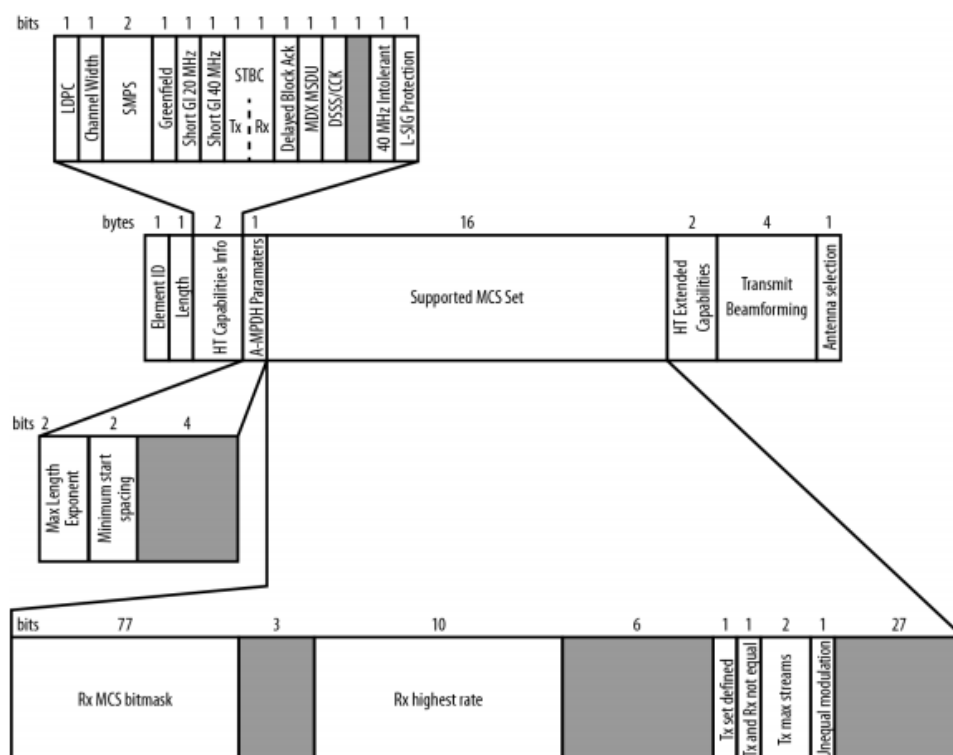 bits 1 1 2 1 1 1 1 1 1 1 1 1 1 1
LDPC
Channel Width
SMPS
Greenfield
Short GI 20 MHz
Short GI 40 MHz
STBC
Tx Rx
Delayed Block Ack
MDX MSDU
DSSS/CCK
40 MHz Intolerant
L-SIG Protection
bytes 1 1 2 1 16 2 4 1
Element ID
Length
HT Capabilities Info
A-MPDH Paramaters
Supported MCS Set
HT Extended
Capabilities
Transmit
Beamforming
Antenna selection
bits 2 2 4
Max Length
Exponent
Minimum start
spacing
bits 77 3 10 6 1 1 2 1 27
Rx MCS bitmask
Rx highest rate
Tx set defined
Tx and Rx not equal
Tx max streams
Unequal modulation